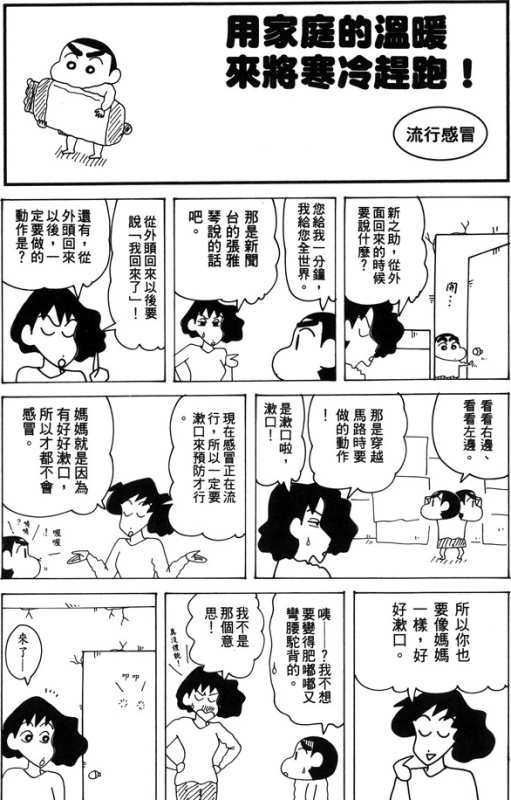 用家庭的溫暖
來將寒冷趕跑！
流行感冒
新之助，從外
面回來的時候
要說什麼？
鬧…
您給我一分鐘，
我給您全世界。
那是新聞
台的張雅
琴說的話
吧。
從外頭回來以後要
說「我回來了」！
還有，從
外頭回來
以後，一
定要做的
動作是？
看看右邊、
看看左邊。
那是穿越
馬路時要
做的動作
！
是漱口啦，
漱口！
現在感冒正在流
行，所以一定要
漱口來預防才行
。
媽媽就是因為
有好好漱口，
所以才都不會
感冒。
喔喔—
所以你也
要像媽媽
一樣，好
好漱口。
咦——？我不想
要變得肥嘟嘟又
彎腰駝背的。
我不是
那個意
思！
真沒禮貌！
叩叩
來了—